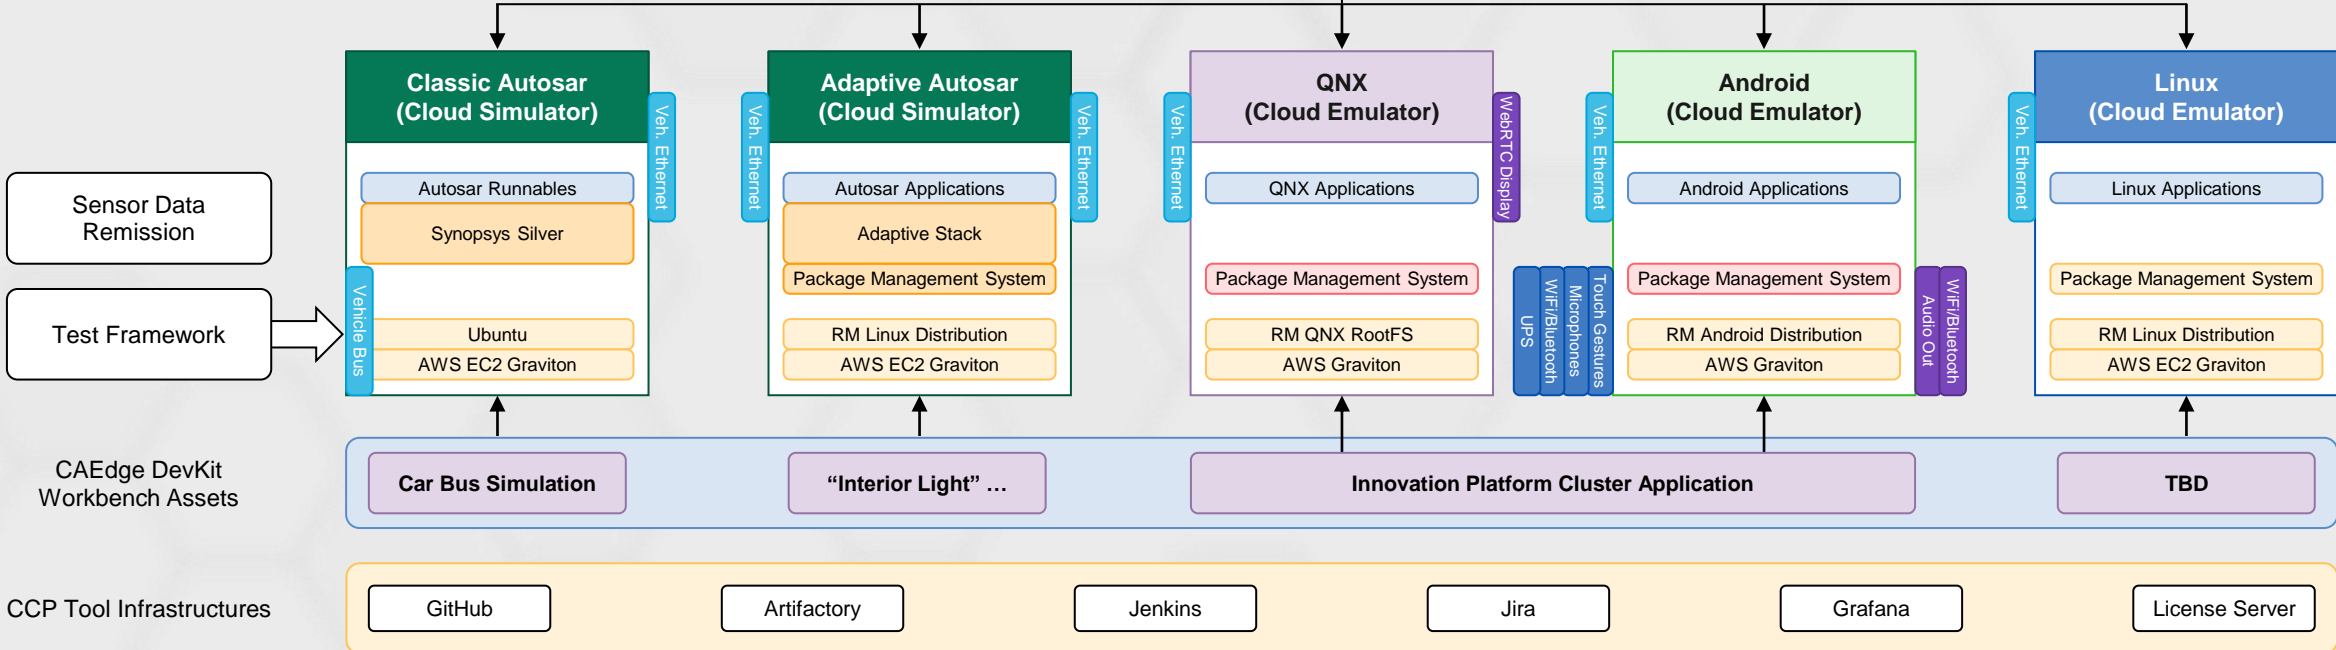 Classic Autosar
(Cloud Simulator)
Veh. Ethernet
Autosar Runnables
Synopsys Silver
Vehicle Bus
Ubuntu
AWS EC2 Graviton
Adaptive Autosar
(Cloud Simulator)
Veh. Ethernet
Veh. Ethernet
Autosar Applications
Adaptive Stack
Package Management System
RM Linux Distribution
AWS EC2 Graviton
QNX
(Cloud Emulator)
Veh. Ethernet
WebRTC Display
QNX Applications
Package Management System
RM QNX RootFS
AWS Graviton
Android
(Cloud Emulator)
Veh. Ethernet
Android Applications
Package Management System
UPS
WiFi/Bluetooth
Microphones
Touch Gestures
RM Android Distribution
AWS Graviton
Audio Out
WiFi/Bluetooth
Linux
(Cloud Emulator)
Veh. Ethernet
Linux Applications
Package Management System
RM Linux Distribution
AWS EC2 Graviton
Sensor Data
Remission
Test Framework
CAEdge DevKit
Workbench Assets
Car Bus Simulation
“Interior Light” …
Innovation Platform Cluster Application
TBD
CCP Tool Infrastructures
GitHub
Artifactory
Jenkins
Jira
Grafana
License Server